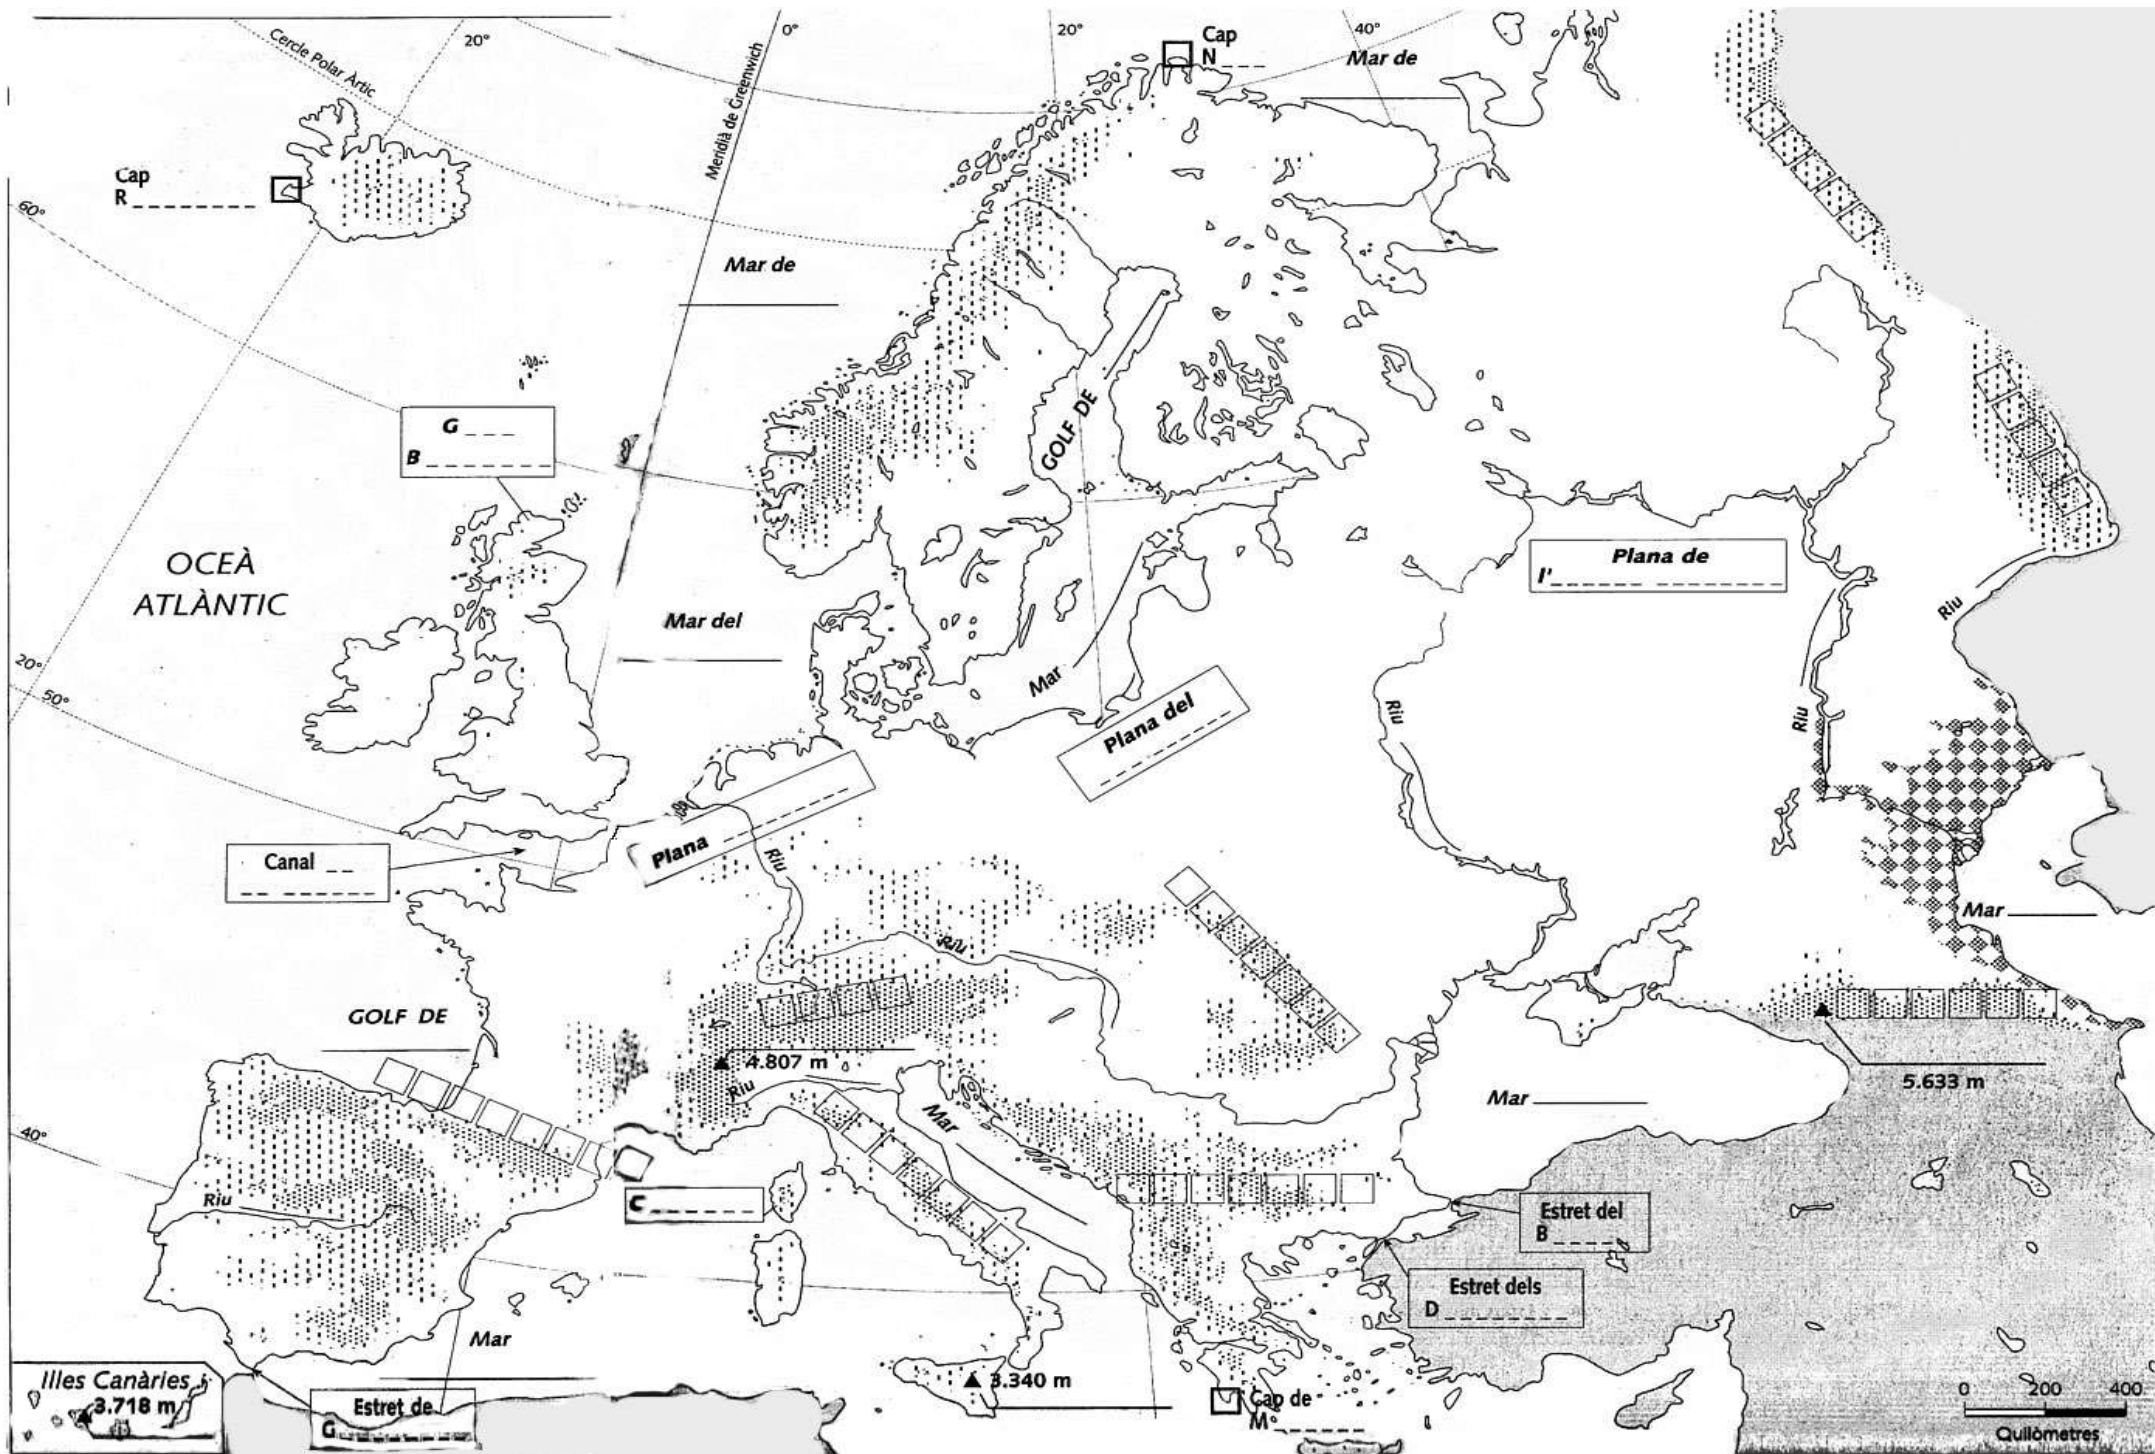 Cercle Polar Àrtic
20°
Meridià de Greenwich
0°
20°
Cap
N _ _ _
40°
Mar de
Cap
R _ _ _ _ _ _ _ _ _
60°
Mar de
G _ _ _
B _ _ _ _ _ _ _ _ _
GOLF DE
OCEÀ
ATLÀNTIC
Plana de
l'_ _ _ _ _ _ _ _ _ _ _ _ _ _
Riu
Mar del
20°
50°
Mar
Plana del
Riu
Riu
Plana
Canal _ _
Riu
Mar
Riu
GOLF DE
4.807 m
Riu
Mar
Mar
5.633 m
40°
Riu
C _ _ _ _ _ _
Estret del
B _ _ _ _ _
Estret dels
D _ _ _ _ _ _ _ _ _
Mar
Illes Canàries
3.718 m
Estret de
G _ _ _ _ _ _ _ _
3.340 m
Cap de
M _ _ _ _ _ _ _
0 200 400
Quilòmetres